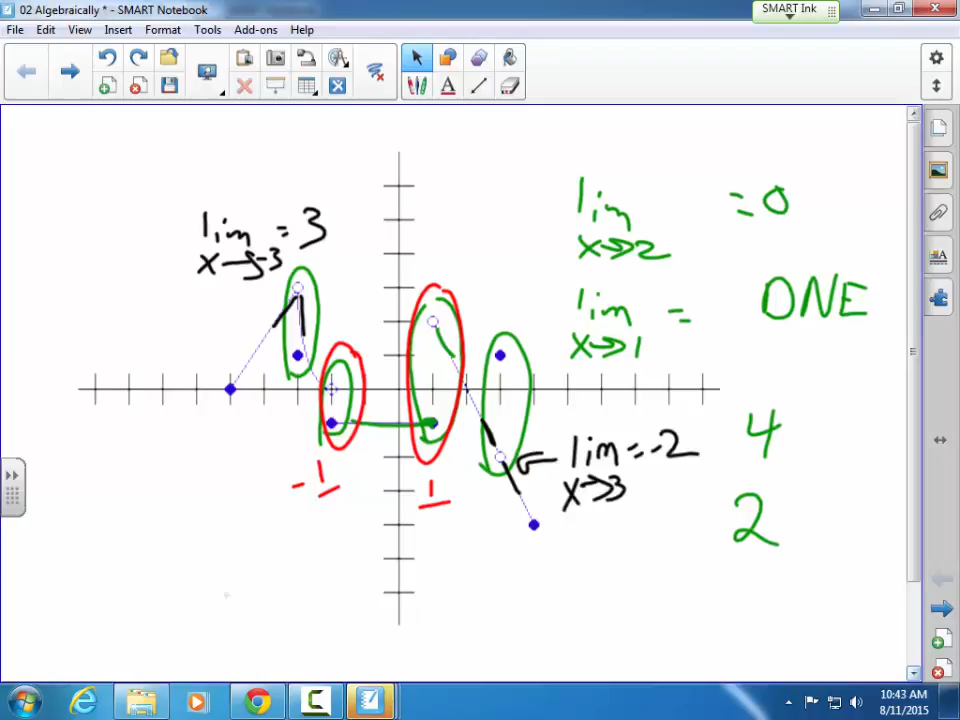 02 Algebraically * - SMART Notebook
SMART Ink
File Edit View Insert Format Tools Add-ons Help
lim = 3
x→-3
lim = 0
x→2
lim = DNE
x→1
lim = -2
x→3
-1
1
4
2
10:43 AM
8/11/2015